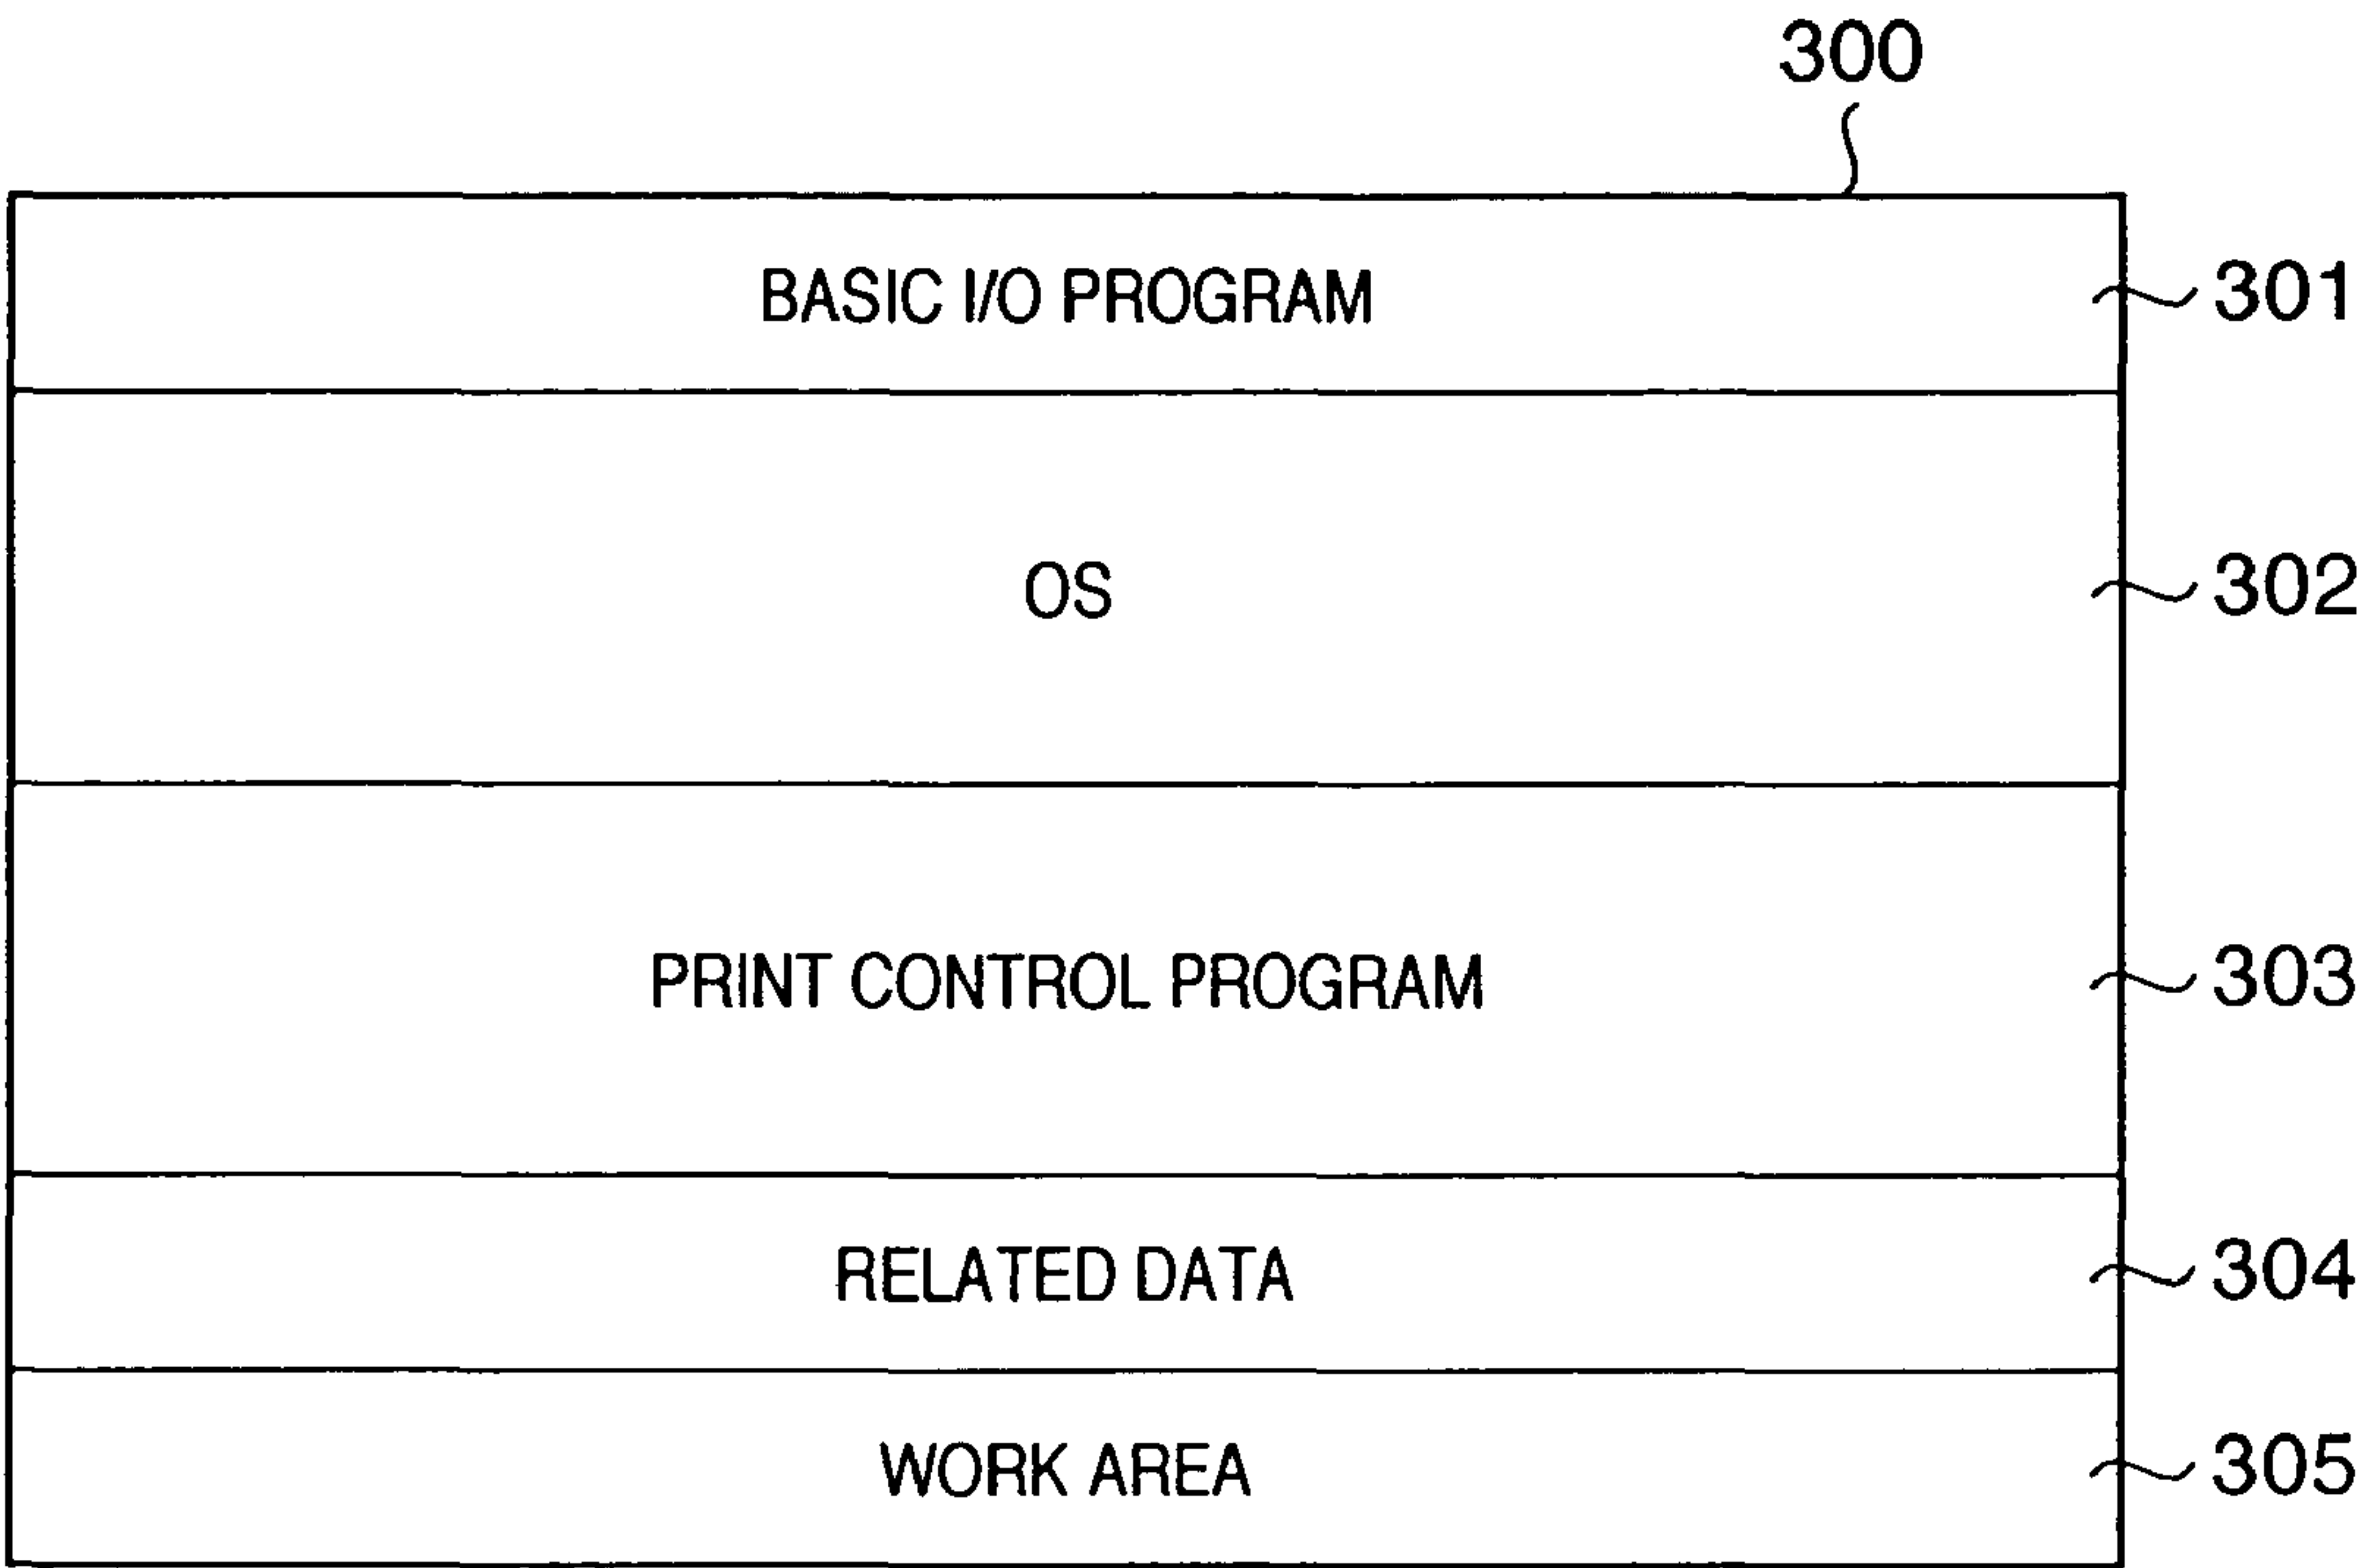 300
BASIC I/O PROGRAM 301
OS 302
PRINT CONTROL PROGRAM 303
RELATED DATA 304
WORK AREA 305